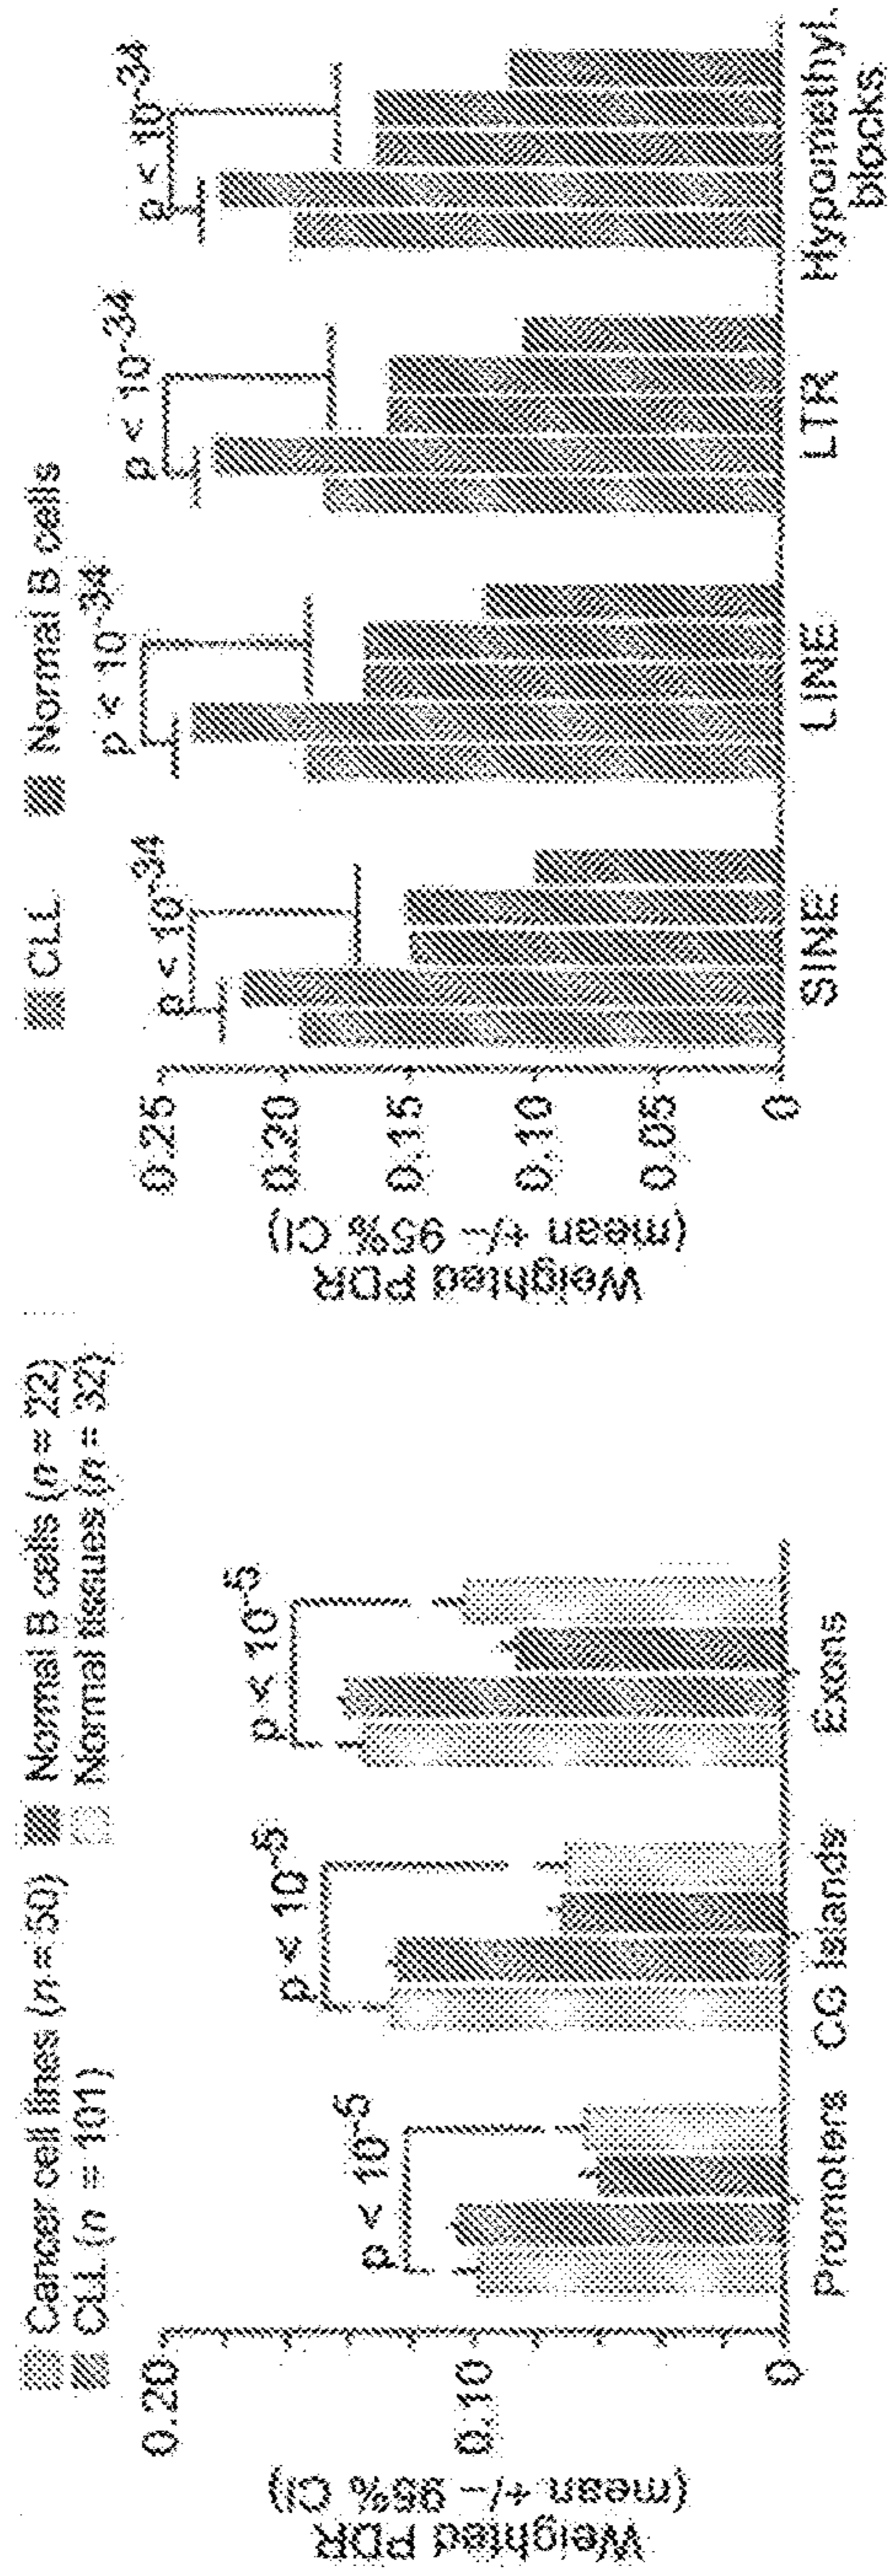 Cancer cell lines (n = 50)
Normal B cells (n = 22)
CLL (n = 101)
Normal tissues (n = 32)
Weighted PDR
(mean +/− 95% CI)
0.20
0.10
0
p < 10-5
p < 10-5
p < 10-5
Promoters
CG Islands
Exons
CLL
Normal B cells
Weighted PDR
(mean +/− 95% CI)
0.25
0.20
0.15
0.10
0.05
0
p < 10-34
p < 10-34
p < 10-34
p < 10-34
SINE
LINE
LTR
Hypomethyl.
blocks